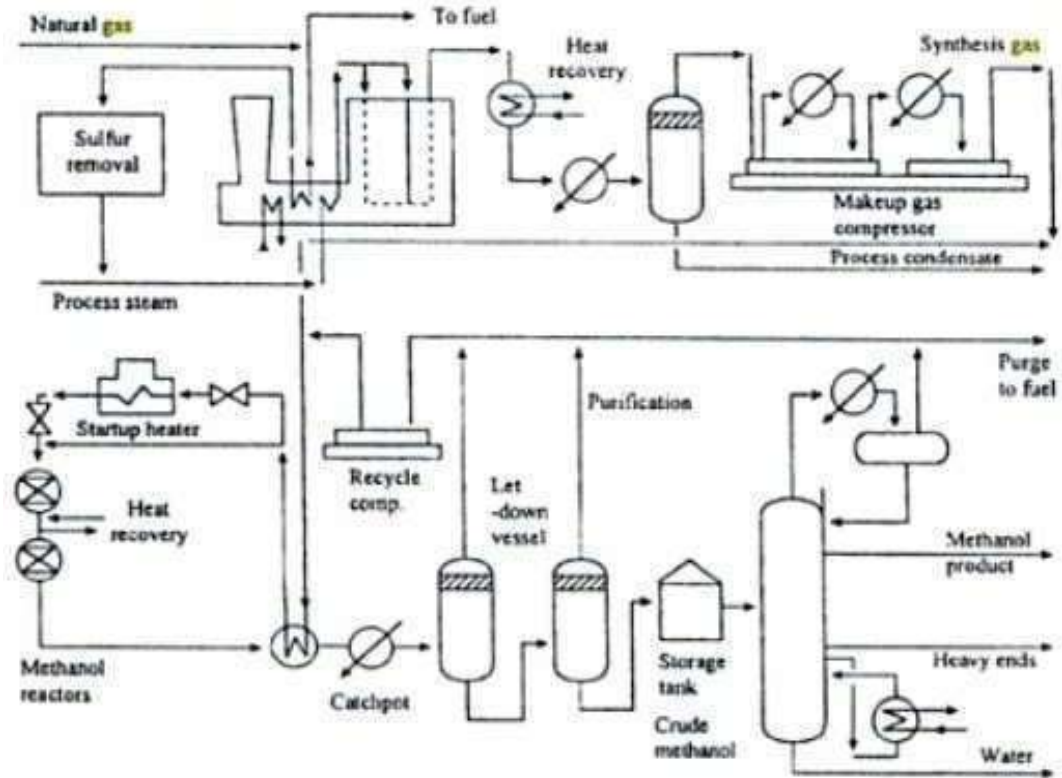 Natural gas
To fuel
Heat
recovery
Synthesis gas
Sulfur
removal
Makeup gas
compressor
Process condensate
Process steam
Purge
to fuel
Purification
Startup heater
Recycle
comp.
Let
-down
vessel
Heat
recovery
Methanol
product
Methanol
reactors
Catchpot
Storage
tank
Crude
methanol
Heavy ends
Water